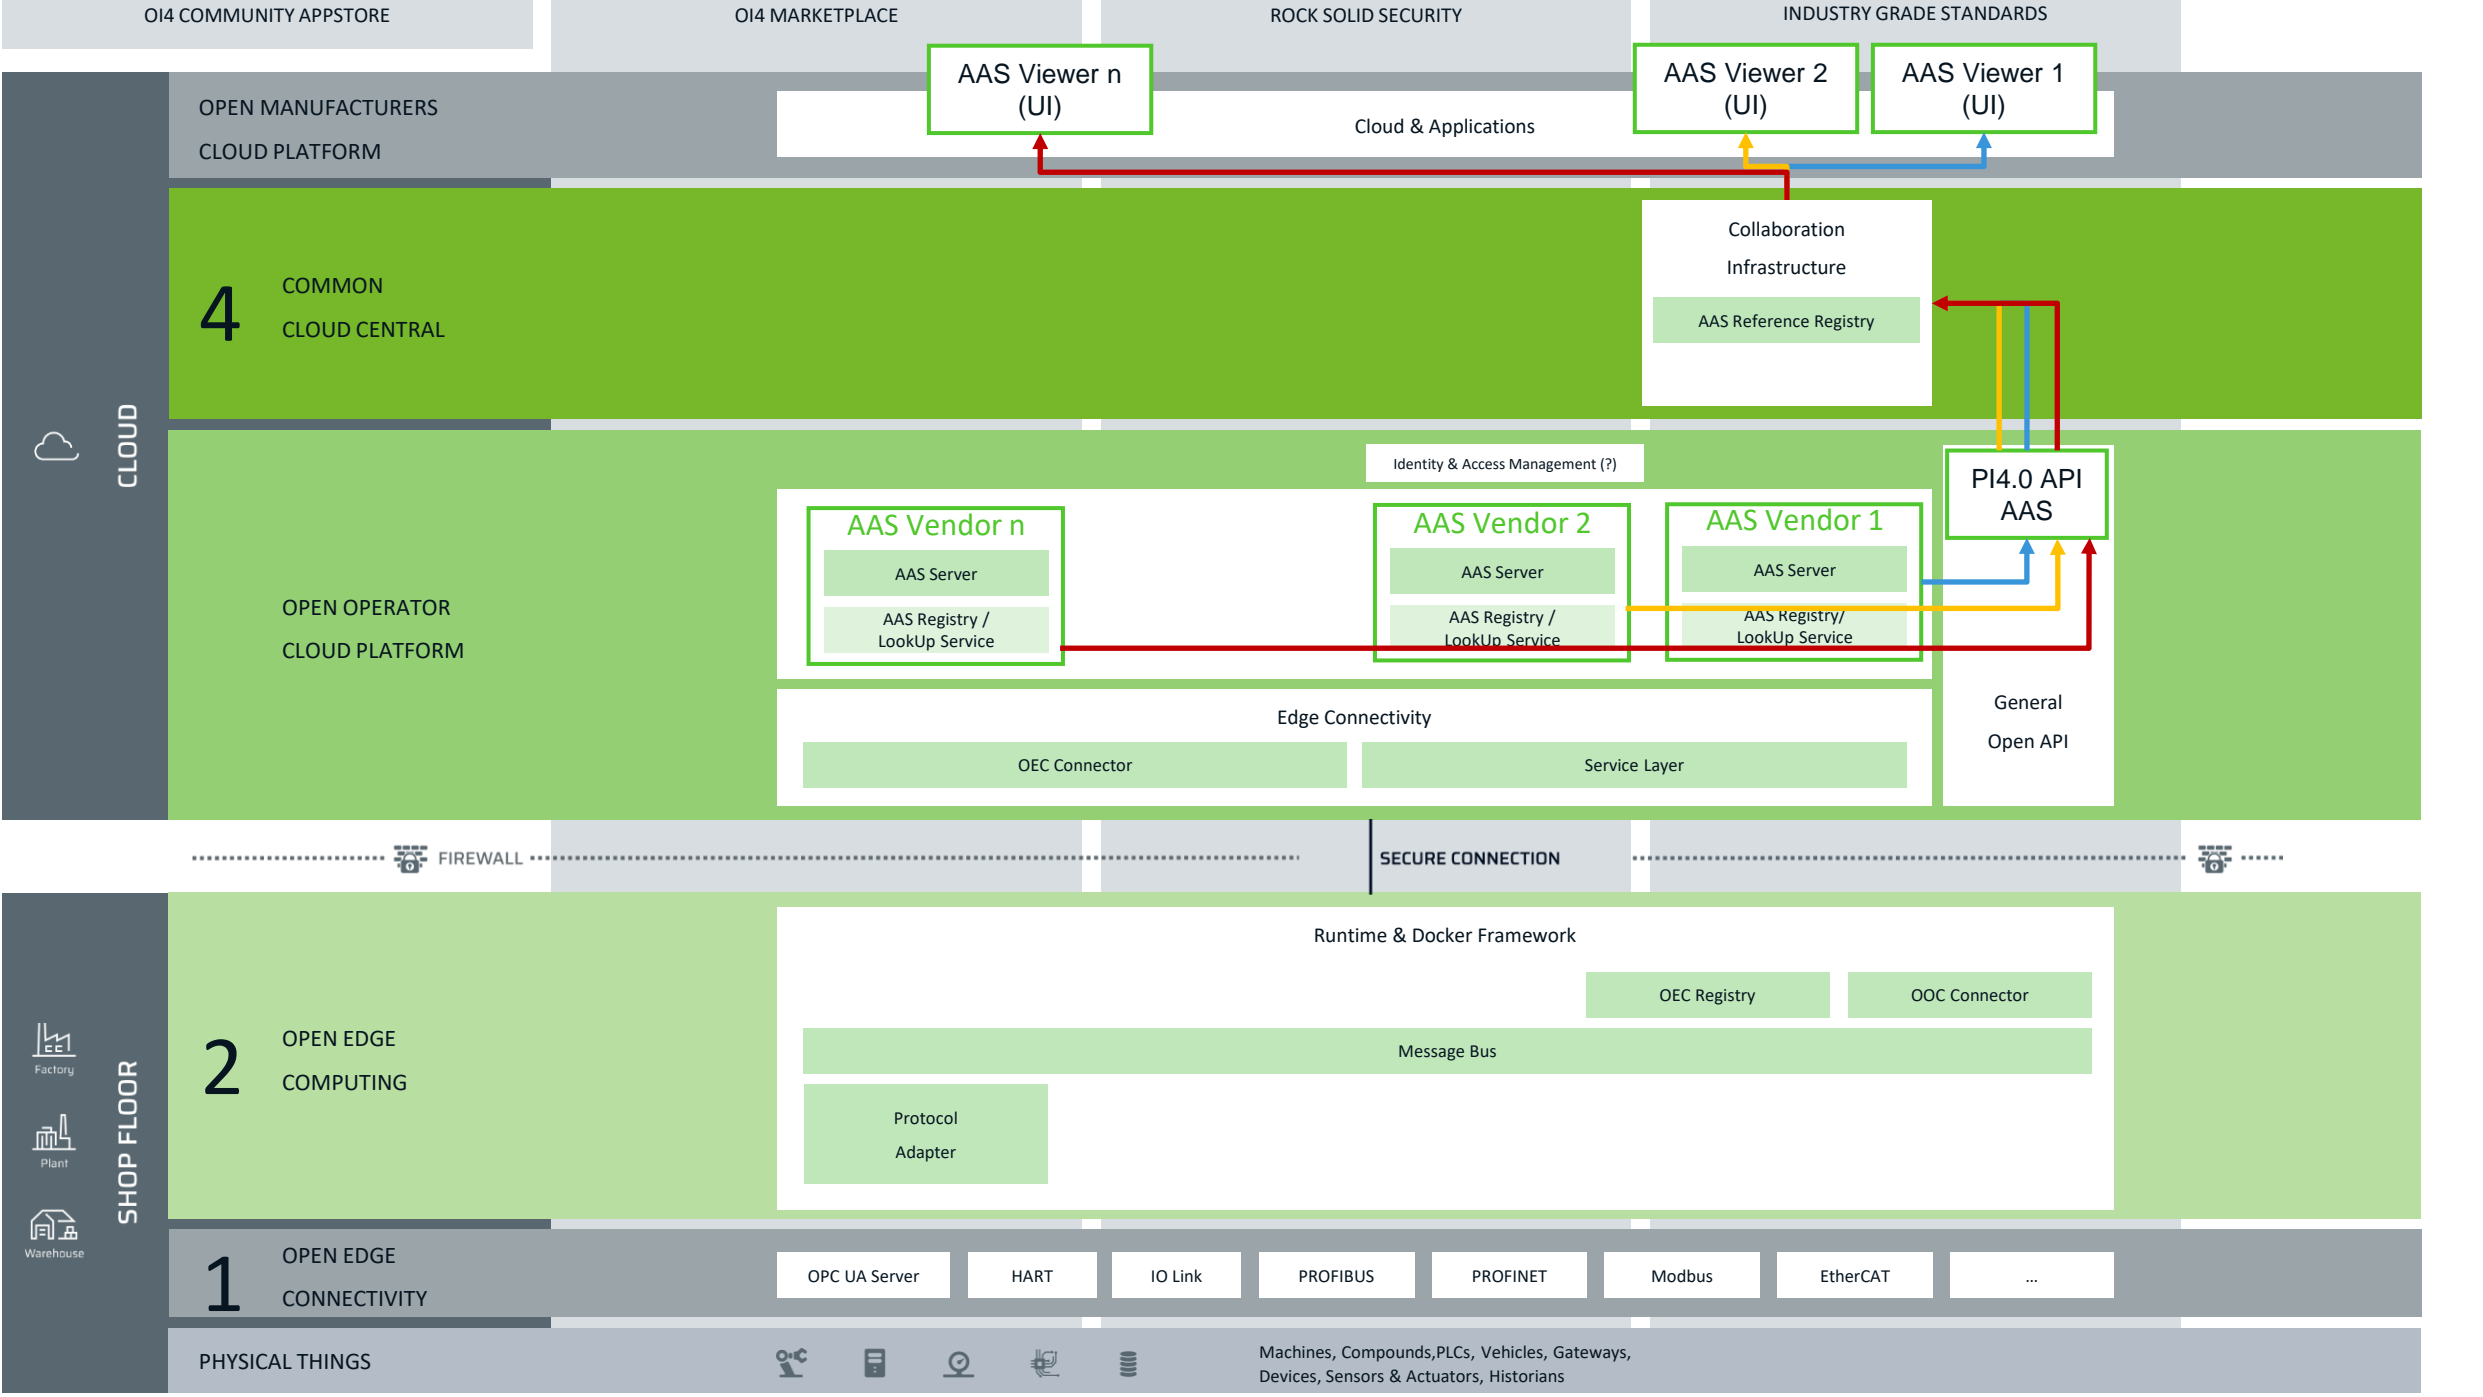 OI4 COMMUNITY APPSTORE
OI4 MARKETPLACE
ROCK SOLID SECURITY
INDUSTRY GRADE STANDARDS
OPEN MANUFACTURERS
CLOUD PLATFORM
AAS Viewer n
(UI)
Cloud & Applications
AAS Viewer 2
(UI)
AAS Viewer 1
(UI)
CLOUD
4
COMMON
CLOUD CENTRAL
Collaboration
Infrastructure
AAS Reference Registry
OPEN OPERATOR
CLOUD PLATFORM
Identity & Access Management (?)
AAS Vendor n
AAS Server
AAS Registry /
LookUp Service
AAS Vendor 2
AAS Server
AAS Registry /
LookUp Service
AAS Vendor 1
AAS Server
AAS Registry/
LookUp Service
PI4.0 API
AAS
General
Open API
Edge Connectivity
OEC Connector
Service Layer
FIREWALL
SECURE CONNECTION
SHOP FLOOR
Factory
Plant
Warehouse
2
OPEN EDGE
COMPUTING
Runtime & Docker Framework
OEC Registry
OOC Connector
Message Bus
Protocol
Adapter
1
OPEN EDGE
CONNECTIVITY
OPC UA Server
HART
IO Link
PROFIBUS
PROFINET
Modbus
EtherCAT
...
PHYSICAL THINGS
Machines, Compounds,PLCs, Vehicles, Gateways,
Devices, Sensors & Actuators, Historians